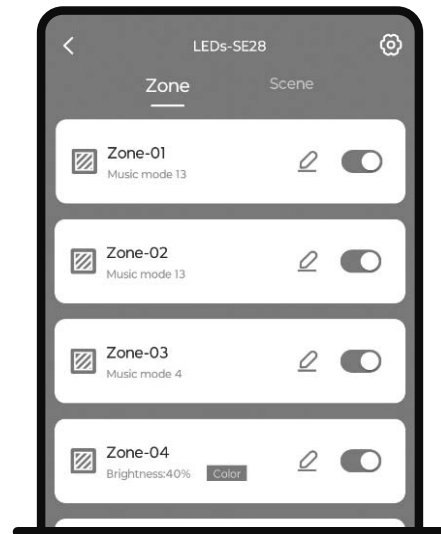 LEDs-SE28
Zone Scene
Zone-01
Music mode 13
Zone-02
Music mode 13
Zone-03
Music mode 4
Zone-04
Brightness:40% Color